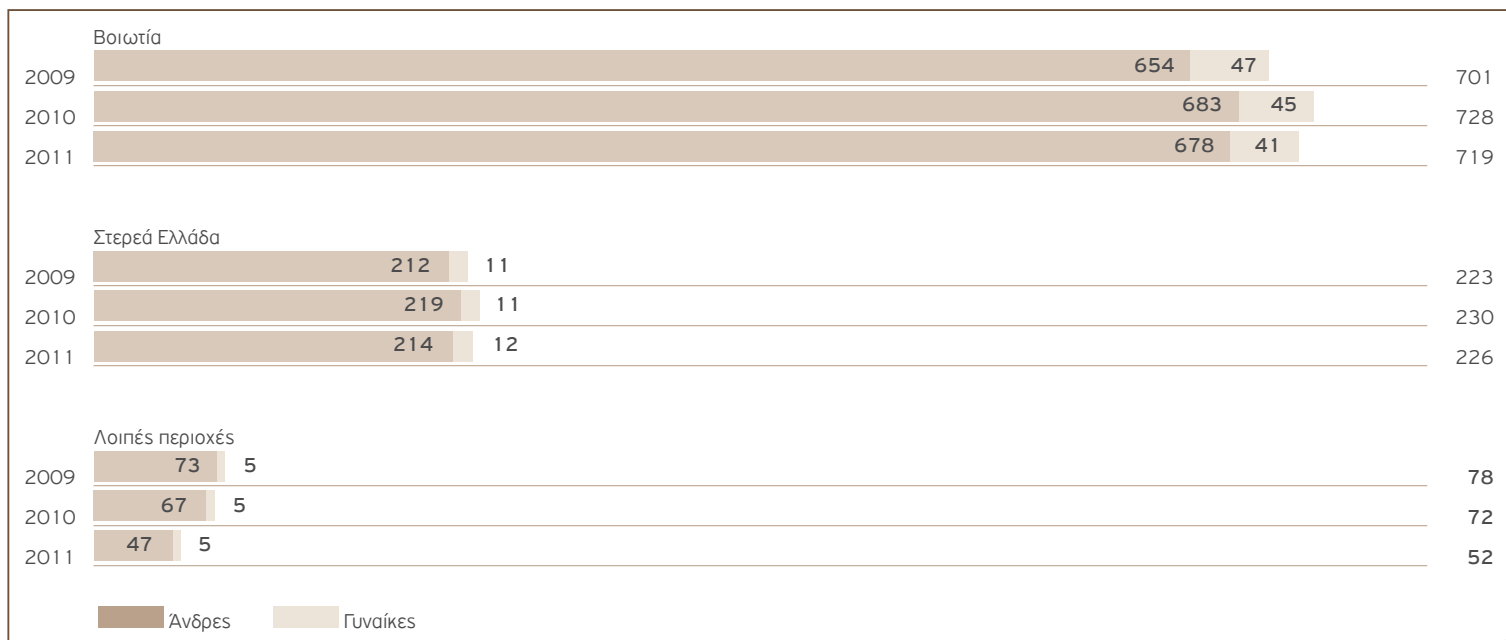 Βοιωτία
2009 654 47 701
2010 683 45 728
2011 678 41 719
Στερεά Ελλάδα
2009 212 11 223
2010 219 11 230
2011 214 12 226
Λοιπές περιοχές
2009 73 5 78
2010 67 5 72
2011 47 5 52
Άνδρες Γυναίκες